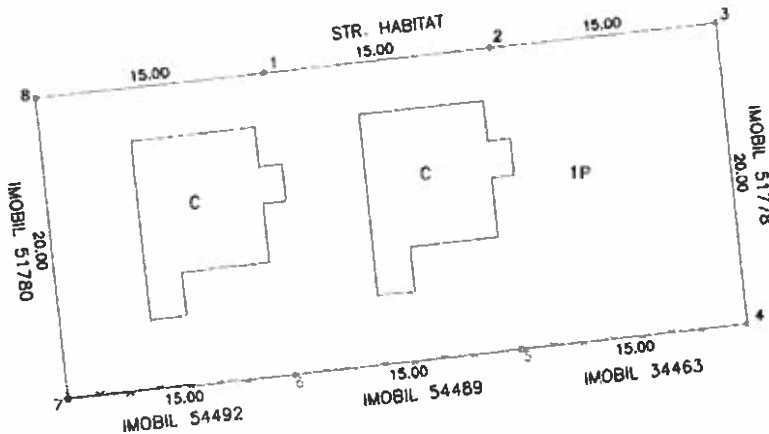 STR. HABITAT
3
15.00
2
15.00
1
15.00
8
C
C
1P
IMOBIL 51778
20.00
IMOBIL 51780
20.00
4
15.00
5
15.00
6
15.00
7
IMOBIL 34463
IMOBIL 54489
IMOBIL 54492